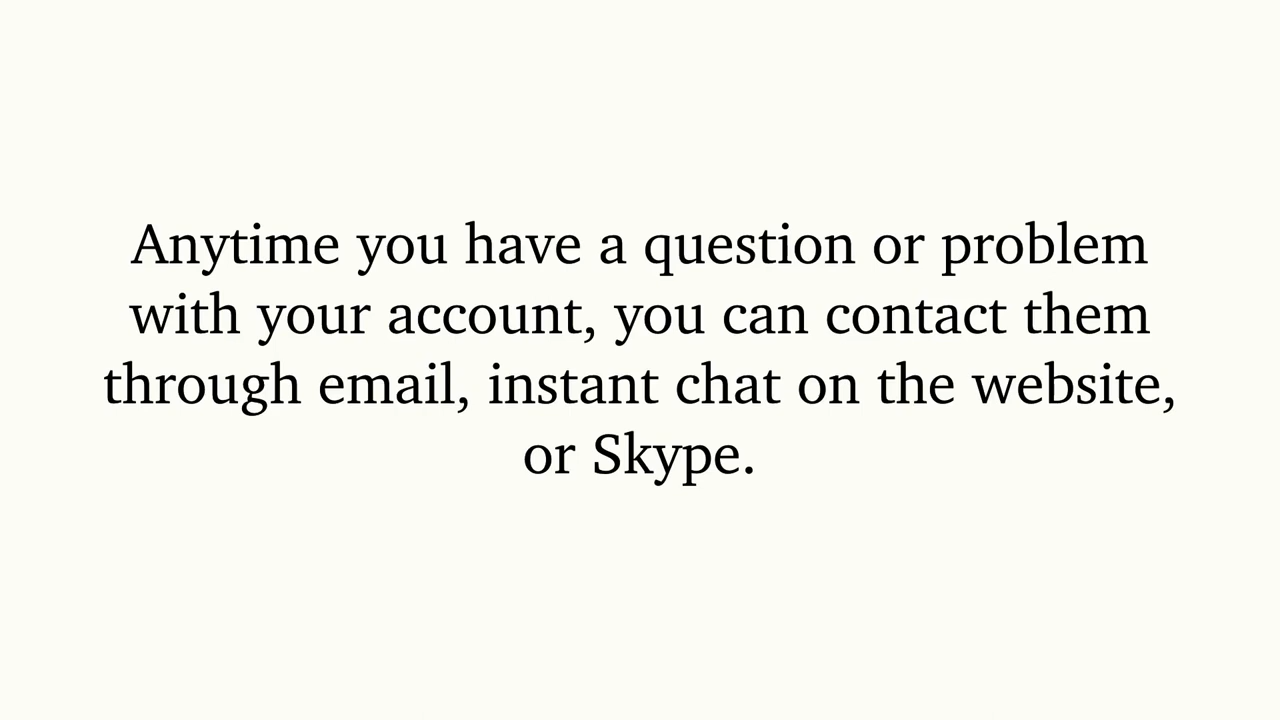 Anytime you have a question or problem
with your account, you can contact them
through email, instant chat on the website,
or Skype.